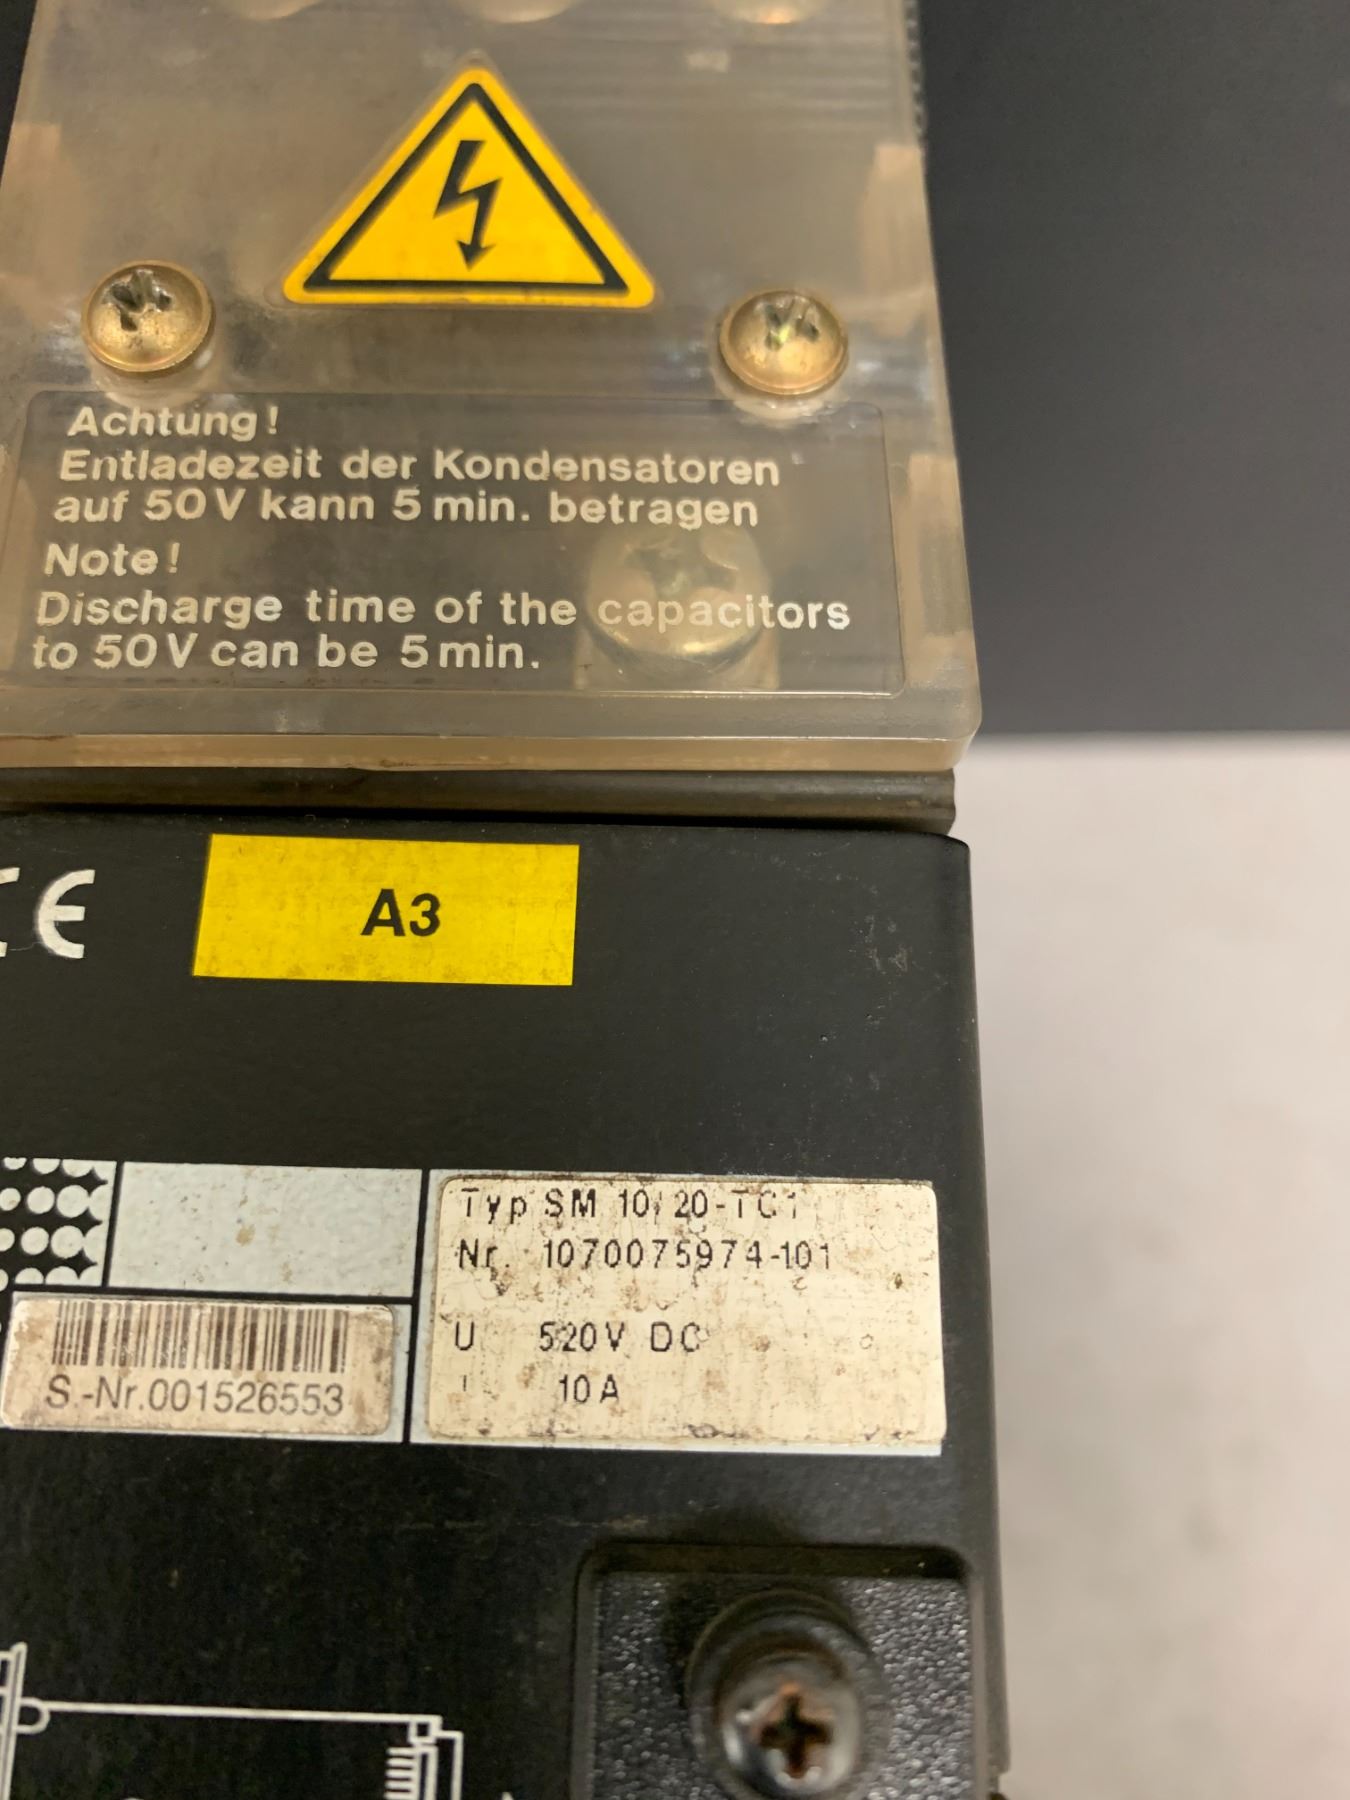 Achtung!
Entladezeit der Kondensatoren
auf 50V kann 5 min. betragen
Note!
Discharge time of the capacitors
to 50V can be 5 min.
CE
A3
Typ SM 10/20-TC1
Nr. 1070075974-101
U 520V DC
I 10A
S.-Nr.001526553